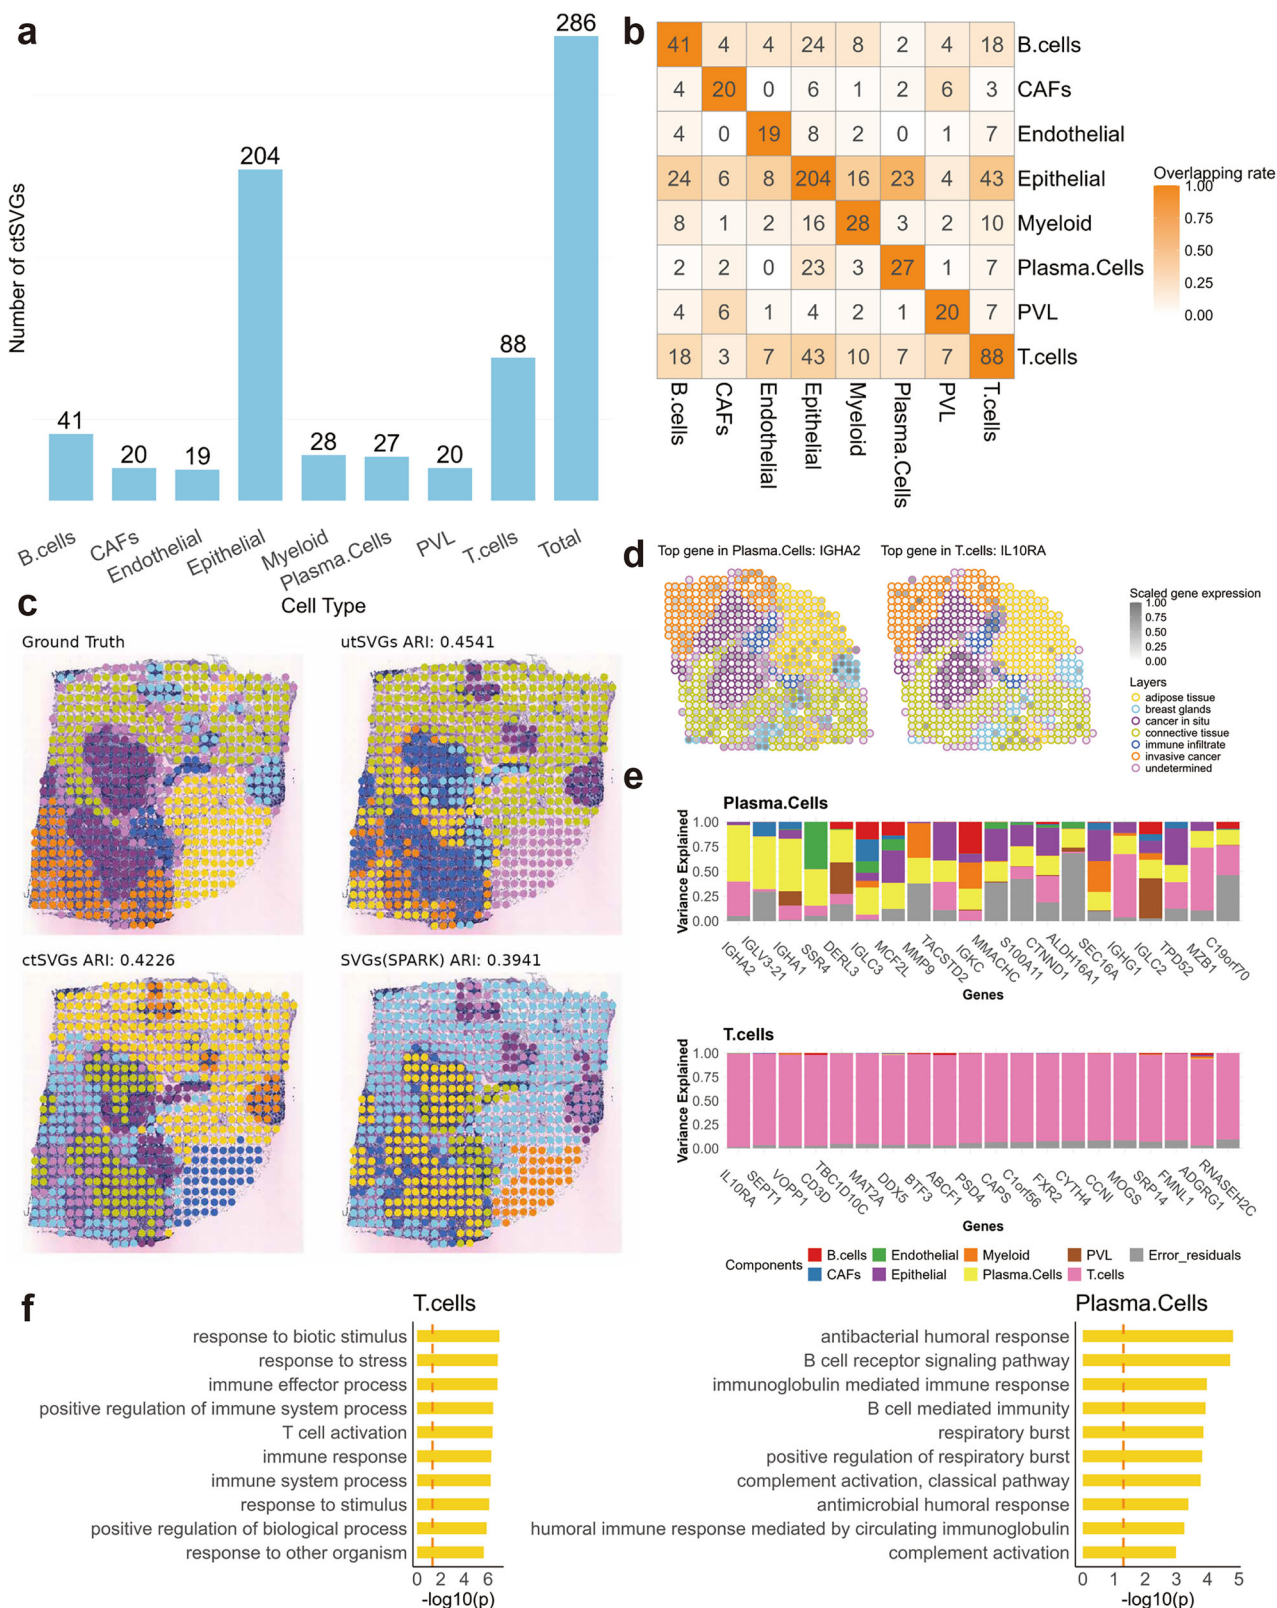 a
286
204
88
41
20
19
28
27
20
Number of ctSVGs
B.cells
CAFs
Endothelial
Epithelial
Myeloid
Plasma.Cells
PVL
T.cells
Total
Cell Type
b
41 4 4 24 8 2 4 18 B.cells
4 20 0 6 1 2 6 3 CAFs
4 0 19 8 2 0 1 7 Endothelial
24 6 8 204 16 23 4 43 Epithelial
8 1 2 16 28 3 2 10 Myeloid
2 2 0 23 3 27 1 7 Plasma.Cells
4 6 1 4 2 1 20 7 PVL
18 3 7 43 10 7 7 88 T.cells
B.cells
CAFs
Endothelial
Epithelial
Myeloid
Plasma.Cells
PVL
T.cells
Overlapping rate
1.00
0.75
0.50
0.25
0.00
c
Ground Truth
utSVGs ARI: 0.4541
ctSVGs ARI: 0.4226
SVGs(SPARK) ARI: 0.3941
d
Top gene in Plasma.Cells: IGHA2
Top gene in T.cells: IL10RA
Scaled gene expression
1.00
0.75
0.50
0.25
0.00
Layers
adipose tissue
breast glands
cancer in situ
connective tissue
immune infiltrate
invasive cancer
undetermined
e
Plasma.Cells
Variance Explained
1.00
0.75
0.50
0.25
0.00
IGHA2
IGLV3-21
IGHA1
SSR4
DERL3
IGLC3
MCF2L
MMP9
TACSTD2
IGKC
MMACHC
S100A11
CTNND1
ALDH16A1
SEC16A
IGHG1
IGLC2
TPD52
MZB1
C19orf70
Genes
T.cells
Variance Explained
1.00
0.75
0.50
0.25
0.00
IL10RA
SEPT1
VOPP1
CD3D
TBC1D10C
MAT2A
DDX5
BTF3
ABCF1
PSD4
CAPS
C1orf56
FXR2
CYTH4
CCNI
MOGS
SRP14
FMNL1
ADGRG1
RNASEH2C
Genes
Components
B.cells
Endothelial
Myeloid
PVL
Error_residuals
CAFs
Epithelial
Plasma.Cells
T.cells
f
T.cells
response to biotic stimulus
response to stress
immune effector process
positive regulation of immune system process
T cell activation
immune response
immune system process
response to stimulus
positive regulation of biological process
response to other organism
0 2 4 6
-log10(p)
Plasma.Cells
antibacterial humoral response
B cell receptor signaling pathway
immunoglobulin mediated immune response
B cell mediated immunity
respiratory burst
positive regulation of respiratory burst
complement activation, classical pathway
antimicrobial humoral response
humoral immune response mediated by circulating immunoglobulin
complement activation
0 1 2 3 4 5
-log10(p)